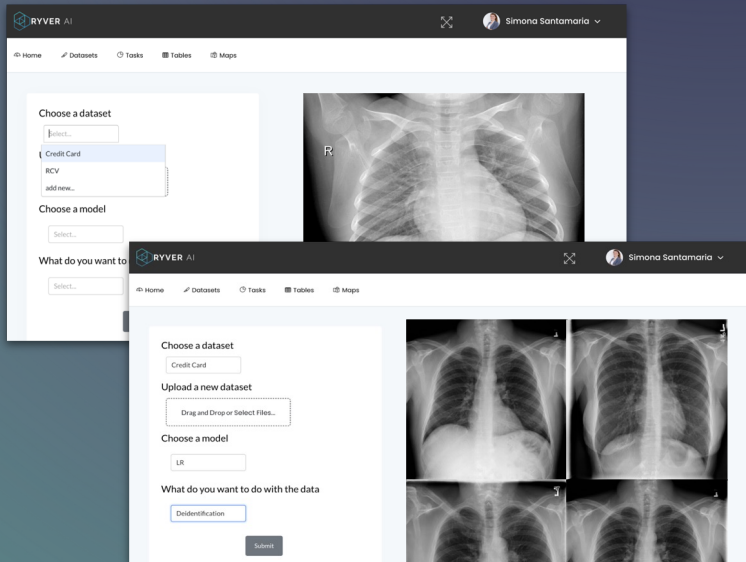 RYVER AI
Simona Santamaria
Home Datasets Tasks Tables Maps
Choose a dataset
Select...
Credit Card
RCV
add new...
Choose a model
Select...
What do you want to
Select...
R
RYVER AI
Simona Santamaria
Home Datasets Tasks Tables Maps
Choose a dataset
Credit Card
Upload a new dataset
Drag and Drop or Select Files...
Choose a model
LR
What do you want to do with the data
Deidentification
Submit